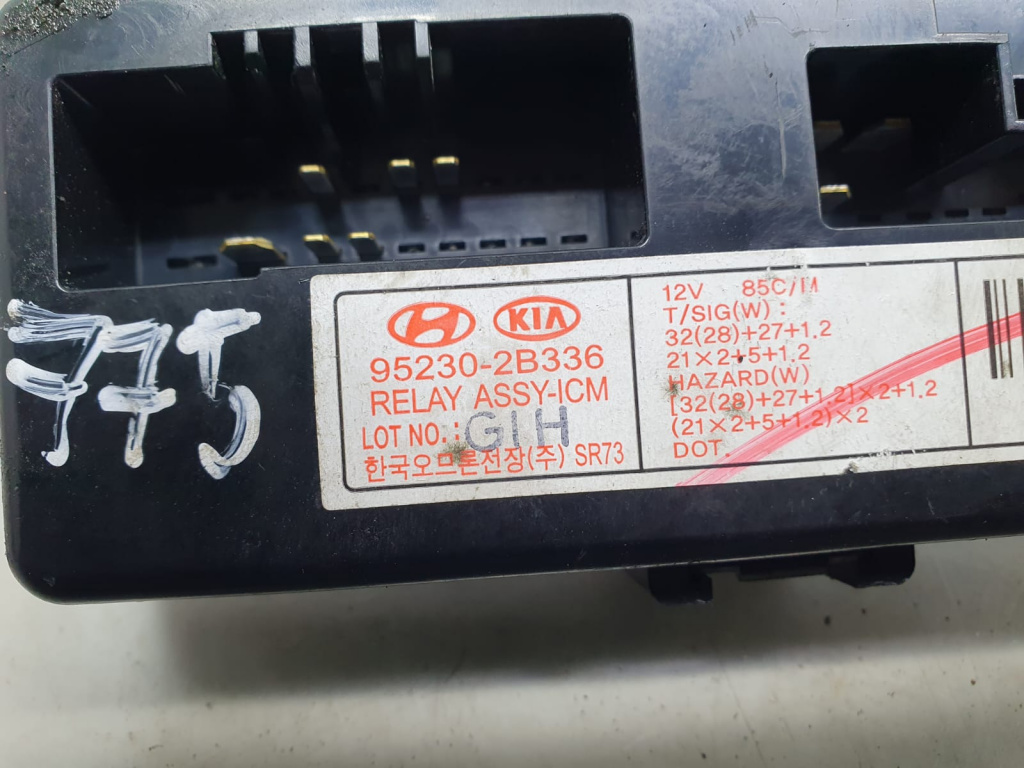 775
KIA
95230-2B336
RELAY ASSY-ICM
LOT NO.: G1H
한국오므론전장(주) SR73
12V 85C/M
T/SIG(W) :
32(28)+27+1.2
21×2+5+1.2
HAZARD(W)
[32(28)+27+1.2]×2+1.2
(21×2+5+1.2)×2
DOT.